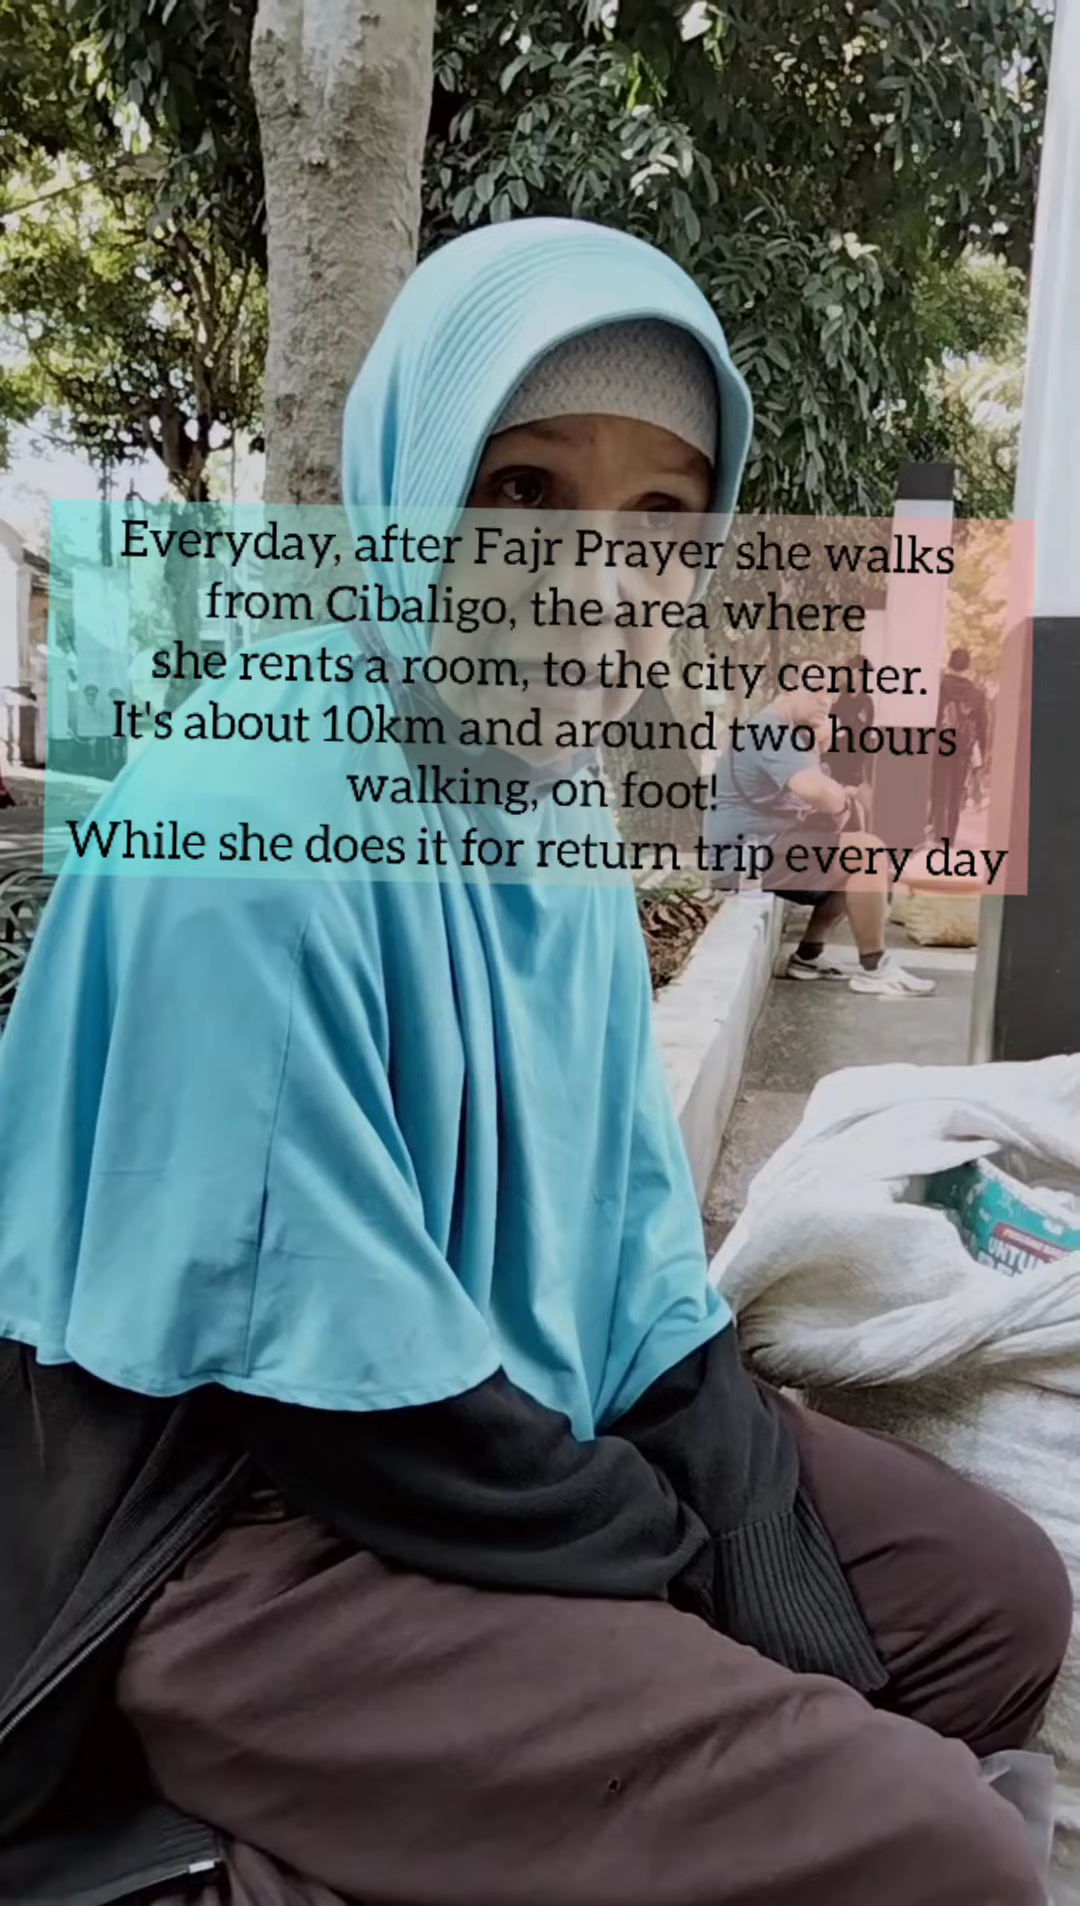 Everyday, after Fajr Prayer she walks
from Cibaligo, the area where
she rents a room, to the city center.
It's about 10km and around two hours
walking, on foot!
While she does it for return trip every day